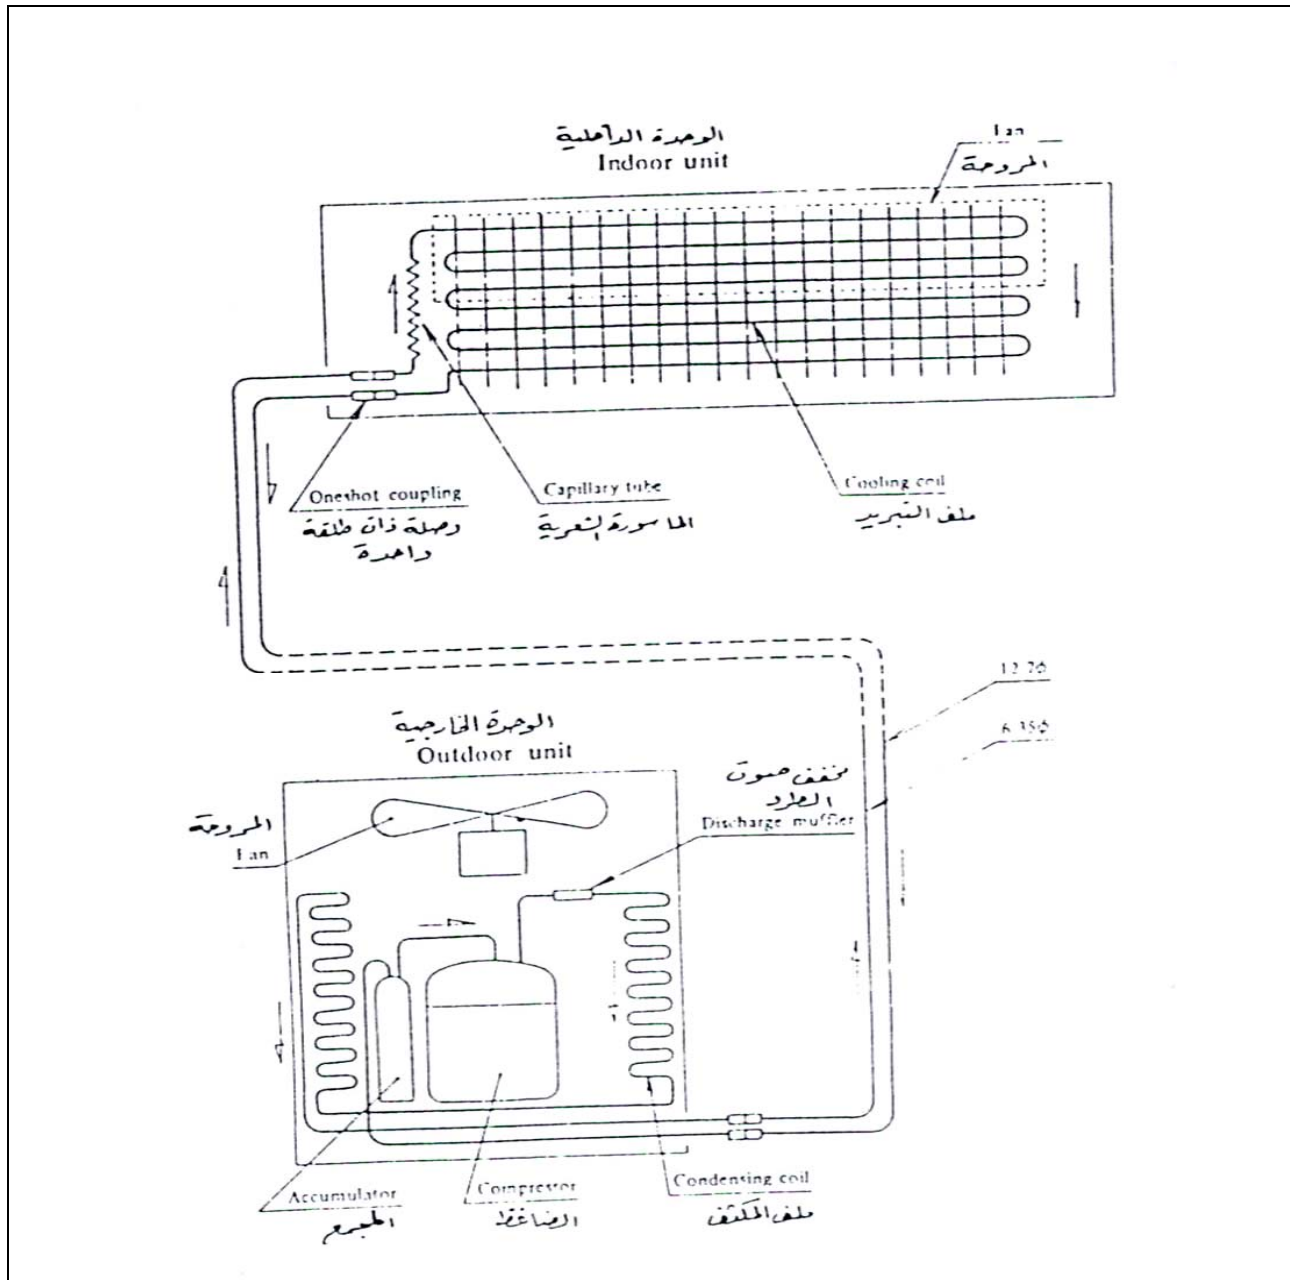 الوحدة الداخلية
Indoor unit
Fan
المروحة
Oneshot coupling
وصلة ذات طلقة
واحدة
Capillary tube
الماسورة الشعرية
Cooling coil
ملف التبريد
12.7ϕ
6.35ϕ
الوحدة الخارجية
Outdoor unit
مخفف صوت
الطرد
Discharge muffler
المروحة
Fan
Accumulator
المجمع
Compressor
الضاغط
Condensing coil
ملف المكثف